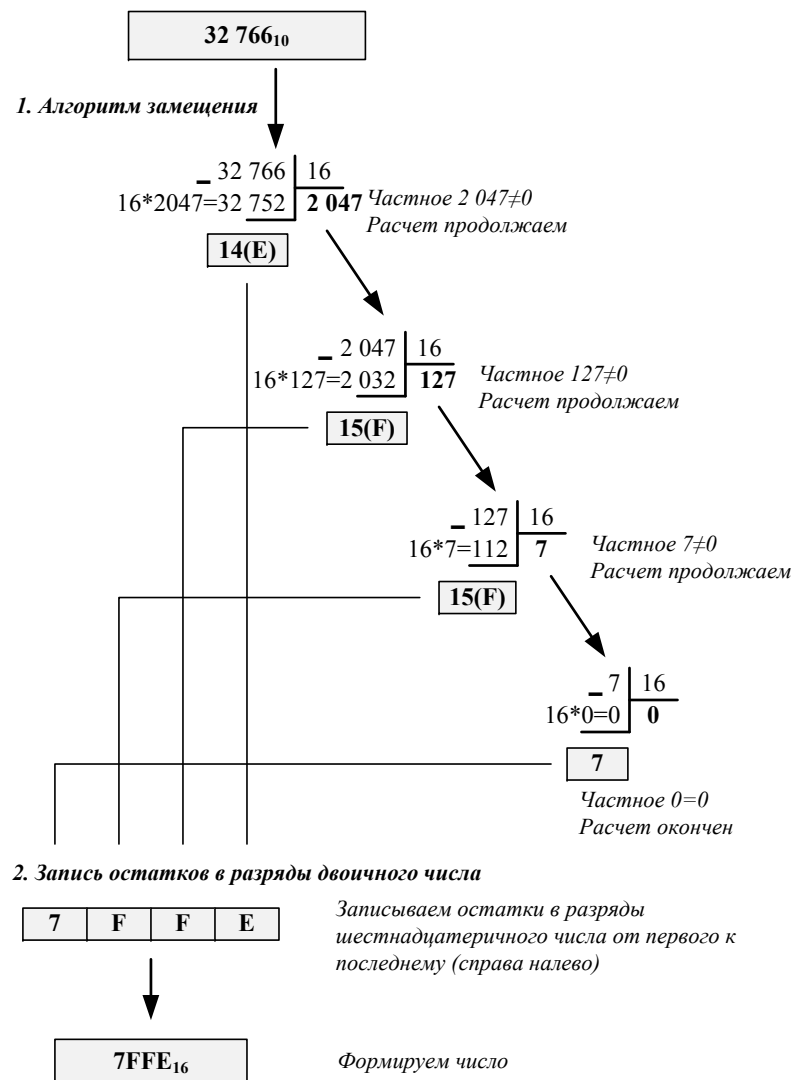 32 766₁₀
1. Алгоритм замещения
32 766 16
16*2047=32 752 2 047
Частное 2 047≠0
Расчет продолжаем
14(E)
2 047 16
16*127=2 032 127
Частное 127≠0
Расчет продолжаем
15(F)
127 16
16*7=112 7
Частное 7≠0
Расчет продолжаем
15(F)
7 16
16*0=0 0
7
Частное 0=0
Расчет окончен
2. Запись остатков в разряды двоичного числа
7 F F E
Записываем остатки в разряды
шестнадцатеричного числа от первого к
последнему (справа налево)
7FFE₁₆
Формируем число